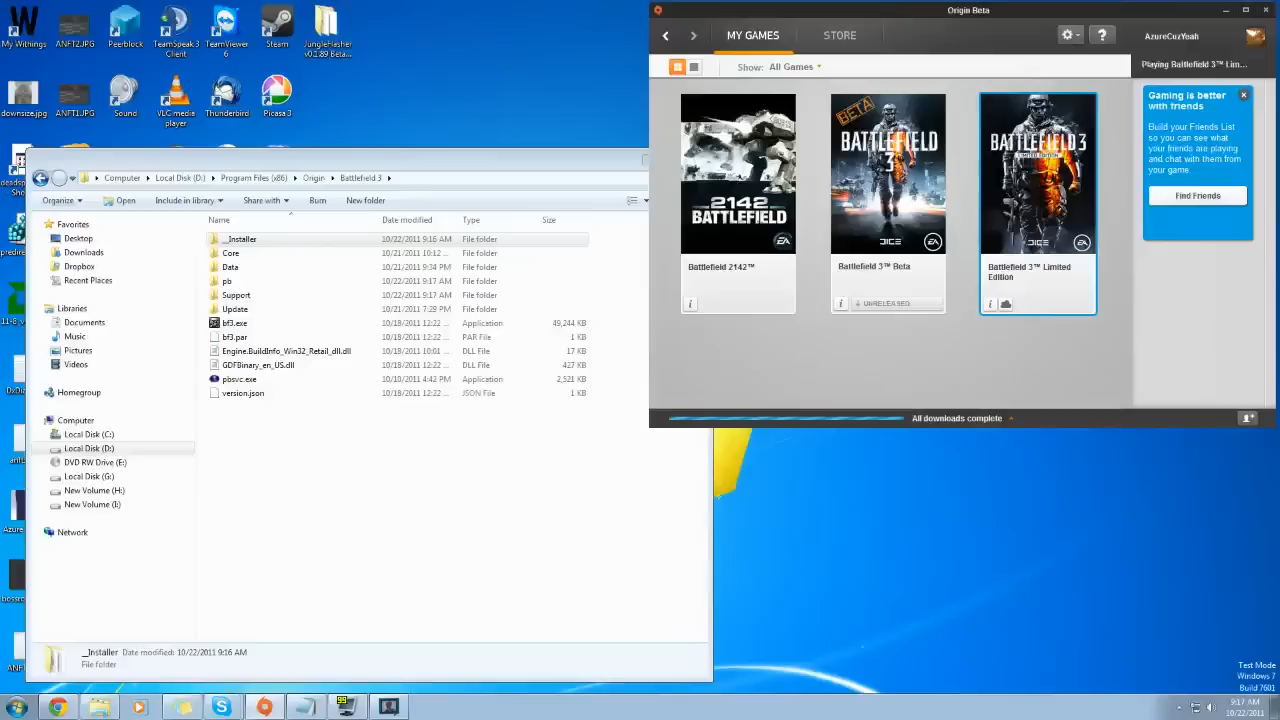 My Withings
ANFT2.JPG
Peerblock
TeamSpeak 3 Client
TeamViewer 6
Steam
JungleFlasher v0.1.89 Beta...
downsize.jpg
ANFT1.JPG
Sound
VLC media player
Thunderbird
Picasa 3
Computer Local Disk (D:) Program Files (x86) Origin Battlefield 3
Organize Open Include in library Share with Burn New folder
Favorites
Desktop
Downloads
Dropbox
Recent Places
Libraries
Documents
Music
Pictures
Videos
Homegroup
Computer
Local Disk (C:)
Local Disk (D:)
DVD RW Drive (E:)
Local Disk (G:)
New Volume (H:)
New Volume (I:)
Network
Name Date modified Type Size
__Installer 10/22/2011 9:16 AM File folder
Core 10/21/2011 10:12 ... File folder
Data 10/21/2011 9:34 PM File folder
pb 10/22/2011 9:17 AM File folder
Support 10/22/2011 9:17 AM File folder
Update 10/21/2011 7:29 PM File folder
bf3.exe 10/18/2011 12:22 ... Application 49,244 KB
bf3.par 10/18/2011 12:22 ... PAR File 1 KB
Engine.BuildInfo_Win32_Retail_dll.dll 10/18/2011 10:01 ... DLL File 17 KB
GDFBinary_en_US.dll 10/18/2011 12:22 ... DLL File 427 KB
pbsvc.exe 10/10/2011 4:42 PM Application 2,521 KB
version.json 10/18/2011 12:22 ... JSON File 1 KB
__Installer Date modified: 10/22/2011 9:16 AM
File folder
Origin Beta
MY GAMES STORE
?
AzureCuzYeah
Playing Battlefield 3™ Lim...
Show: All Games
2142
BATTLEFIELD
EA
Battlefield 2142™
i
BETA
BATTLEFIELD
3
DICE EA
Battlefield 3™ Beta
i UNRELEASED
BATTLEFIELD 3
LIMITED EDITION
DICE EA
Battlefield 3™ Limited
Edition
i
Gaming is better
with friends
Build your Friends List
so you can see what
your friends are playing
and chat with them from
your game.
Find Friends
All downloads complete
Test Mode
Windows 7
Build 7601
9:17 AM
10/22/2011